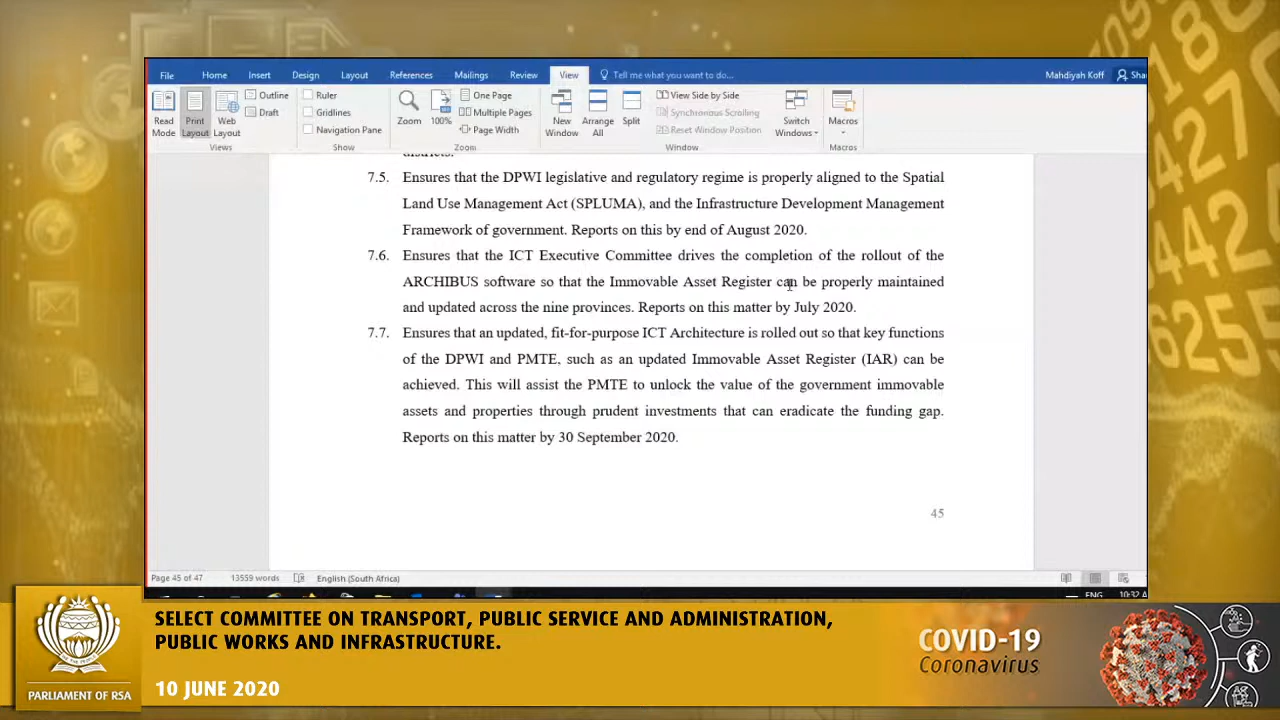 File Home Insert Design Layout References Mailings Review View Tell me what you want to do... Mahdiyah Koff
Read Mode
Print Layout
Web Layout
Outline
Draft
Views
Ruler
Gridlines
Navigation Pane
Show
Zoom
100%
One Page
Multiple Pages
Page Width
Zoom
New Window
Arrange All
Split
View Side by Side
Synchronous Scrolling
Reset Window Position
Window
Switch Windows
Macros
Macros
districts.
7.5. Ensures that the DPWI legislative and regulatory regime is properly aligned to the Spatial
Land Use Management Act (SPLUMA), and the Infrastructure Development Management
Framework of government. Reports on this by end of August 2020.
7.6. Ensures that the ICT Executive Committee drives the completion of the rollout of the
ARCHIBUS software so that the Immovable Asset Register can be properly maintained
and updated across the nine provinces. Reports on this matter by July 2020.
7.7. Ensures that an updated, fit-for-purpose ICT Architecture is rolled out so that key functions
of the DPWI and PMTE, such as an updated Immovable Asset Register (IAR) can be
achieved. This will assist the PMTE to unlock the value of the government immovable
assets and properties through prudent investments that can eradicate the funding gap.
Reports on this matter by 30 September 2020.
45
Page 45 of 47 13559 words English (South Africa)
ENG 10:32
SELECT COMMITTEE ON TRANSPORT, PUBLIC SERVICE AND ADMINISTRATION,
PUBLIC WORKS AND INFRASTRUCTURE.
10 JUNE 2020
PARLIAMENT OF RSA
COVID-19
Coronavirus